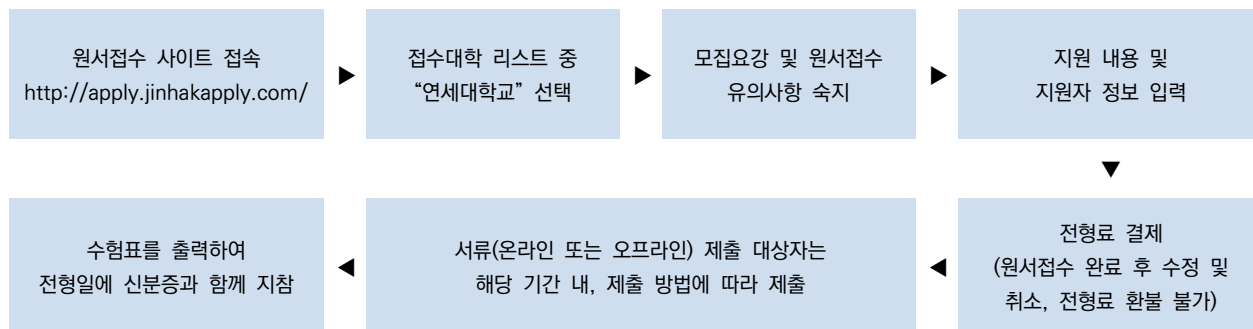 원서접수 사이트 접속
http://apply.jinhakapply.com/
▶
접수대학 리스트 중
“연세대학교” 선택
▶
모집요강 및 원서접수
유의사항 숙지
▶
지원 내용 및
지원자 정보 입력
▼
전형료 결제
(원서접수 완료 후 수정 및
취소, 전형료 환불 불가)
◀
서류(온라인 또는 오프라인) 제출 대상자는
해당 기간 내, 제출 방법에 따라 제출
◀
수험표를 출력하여
전형일에 신분증과 함께 지참